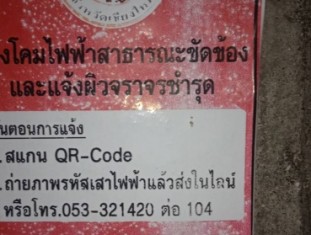 งโคมไฟฟ้าสาธารณะขัดข้อง
และแจ้งผิวจราจรชำรุด
นตอนการแจ้ง
. สแกน QR-Code
. ถ่ายภาพรหัสเสาไฟฟ้าแล้วส่งในไลน์
หรือโทร.053-321420 ต่อ 104